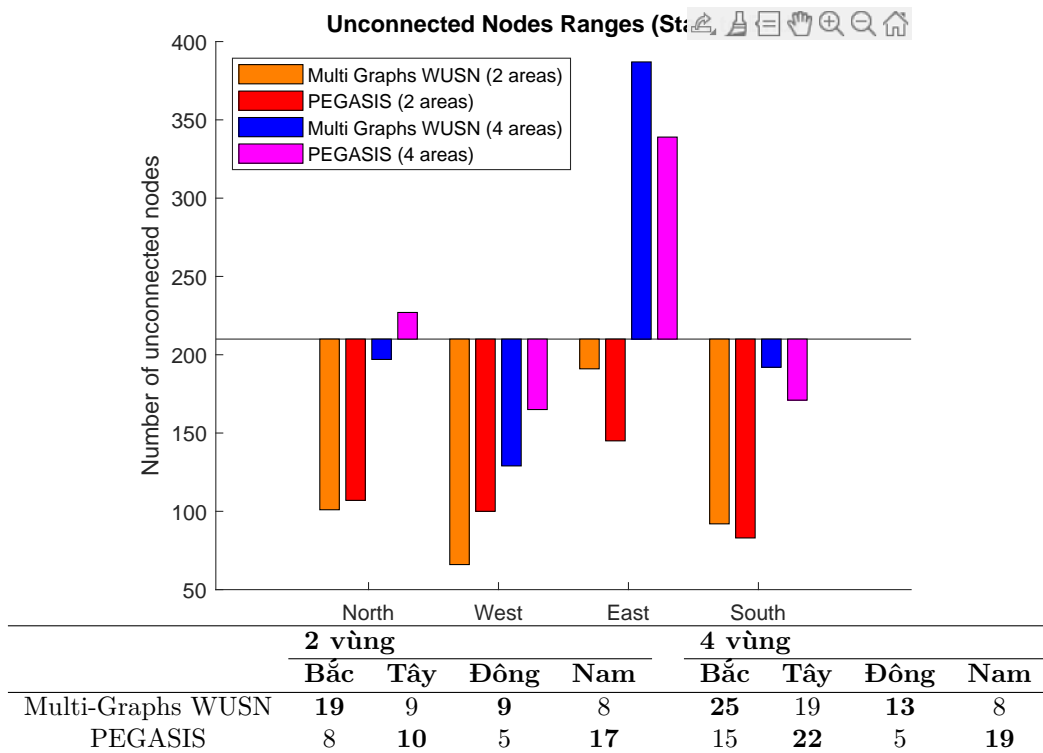 Unconnected Nodes Ranges (Sta
400
350
300
250
200
150
100
50
Number of unconnected nodes
Multi Graphs WUSN (2 areas)
PEGASIS (2 areas)
Multi Graphs WUSN (4 areas)
PEGASIS (4 areas)
North West East South
2 vùng 4 vùng
Bắc Tây Đông Nam Bắc Tây Đông Nam
Multi-Graphs WUSN 19 9 9 8 25 19 13 8
PEGASIS 8 10 5 17 15 22 5 19